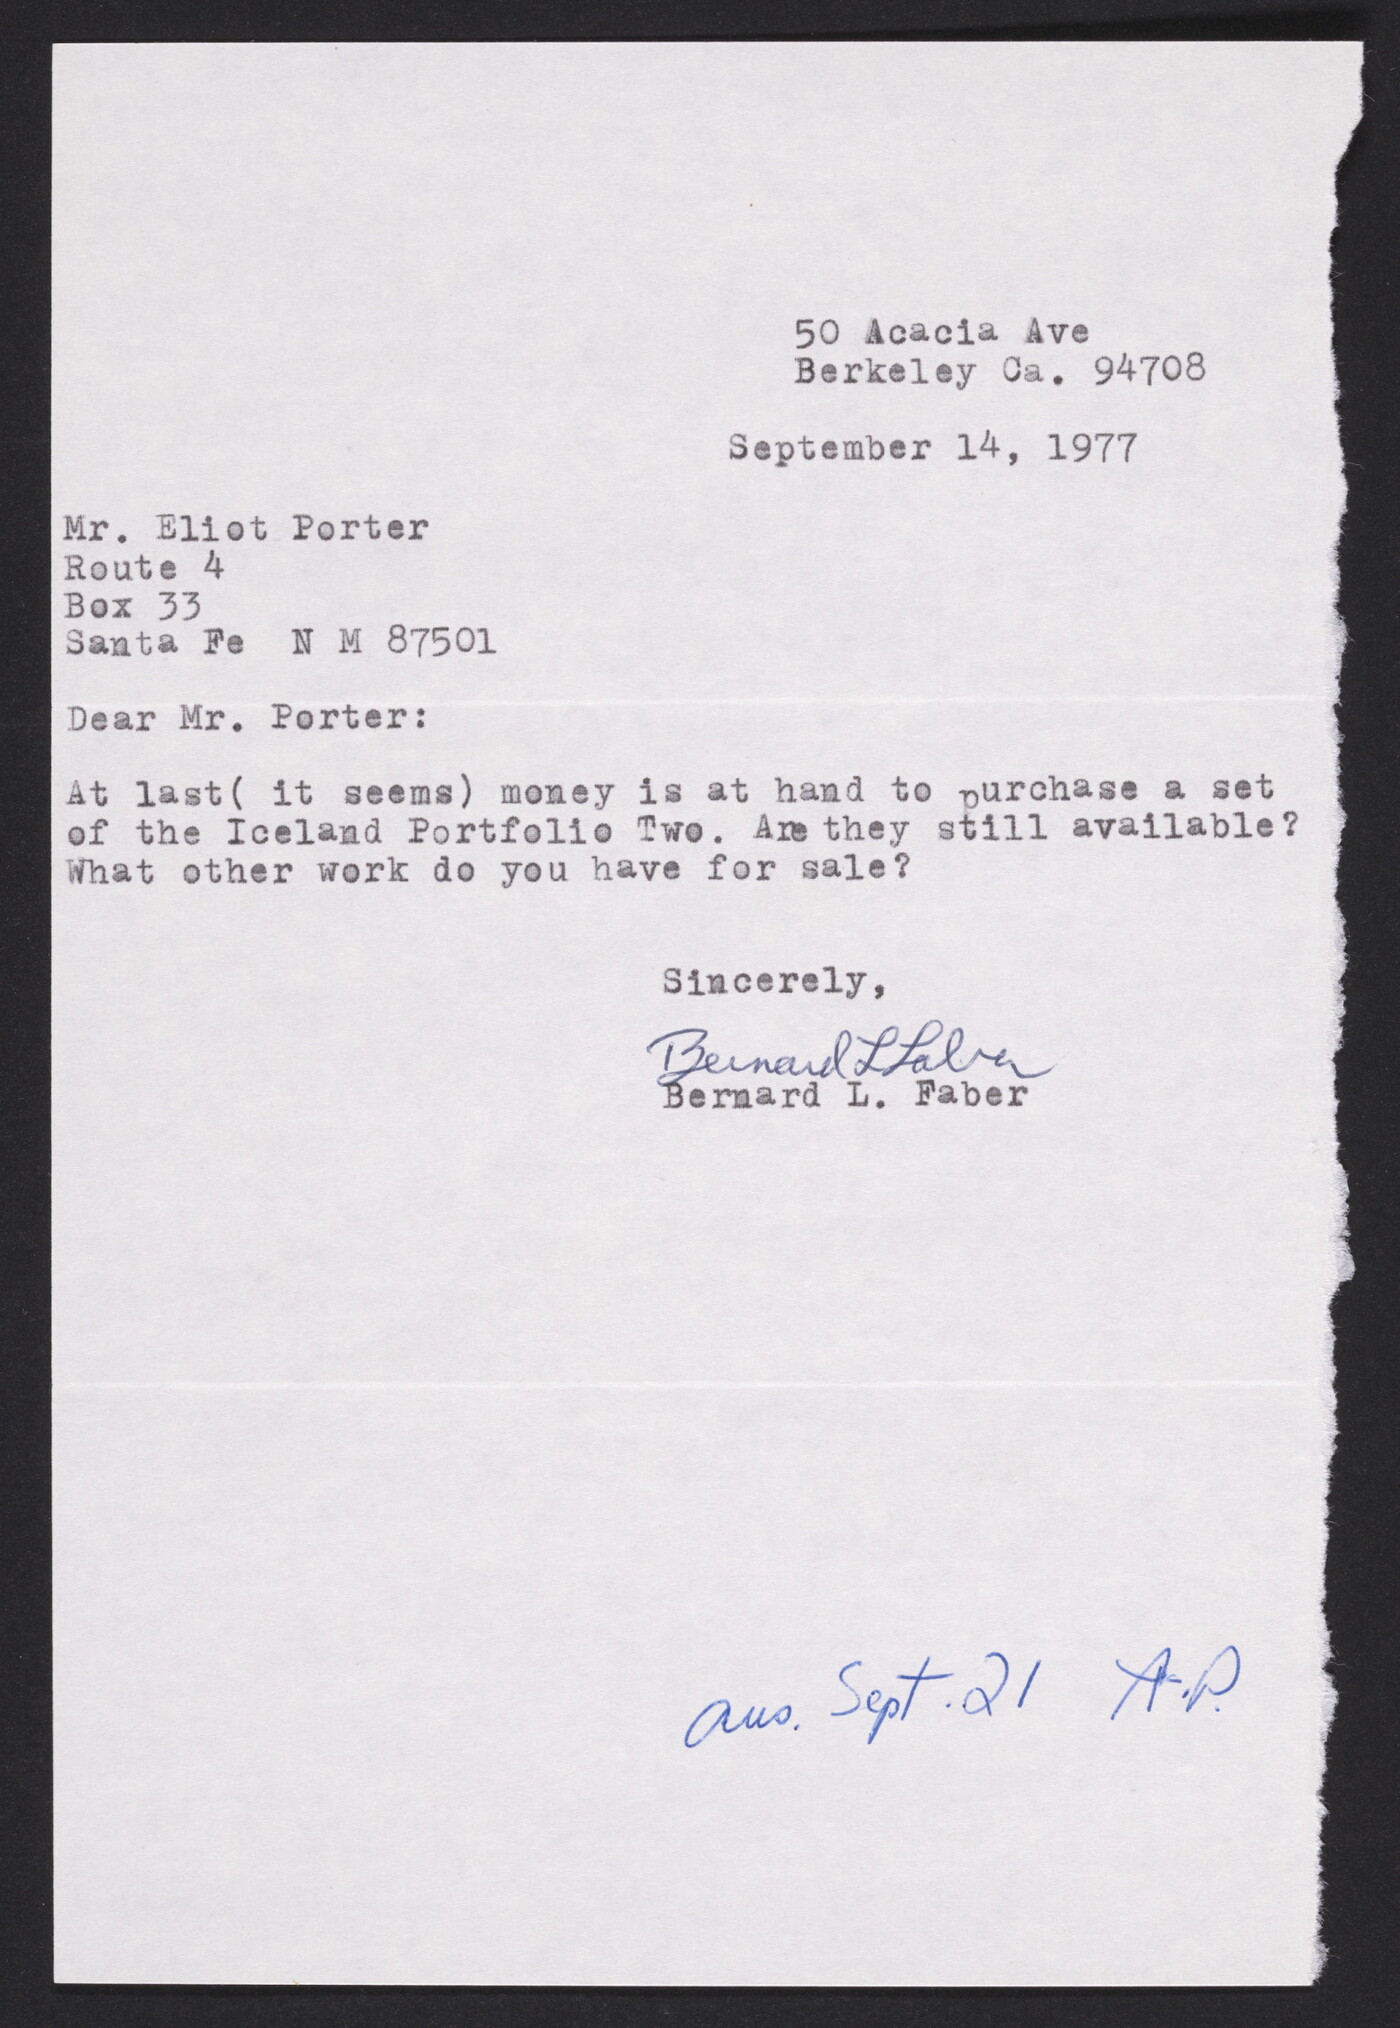 50 Acacia Ave
Berkeley Ca. 94708
September 14, 1977
Mr. Eliot Porter
Route 4
Box 33
Santa Fe N M 87501
Dear Mr. Porter:
At last( it seems) money is at hand to purchase a set
of the Iceland Portfolio Two. Are they still available?
What other work do you have for sale?
Sincerely,
Bernard L Faber
Bernard L. Faber
ans. Sept. 21 A.P.